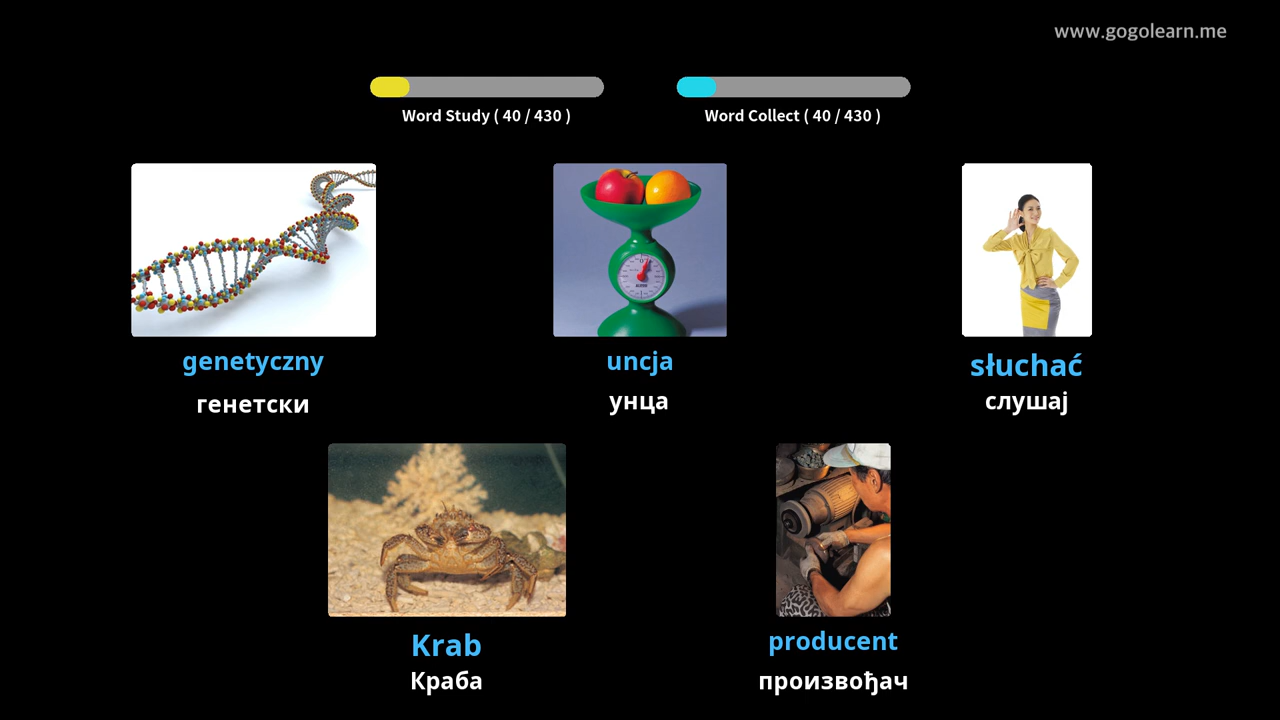 www.gogolearn.me
Word Study ( 40 / 430 )
Word Collect ( 40 / 430 )
genetyczny
uncja
słuchać
генетски
унца
слушај
Krab
producent
Краба
произвођач